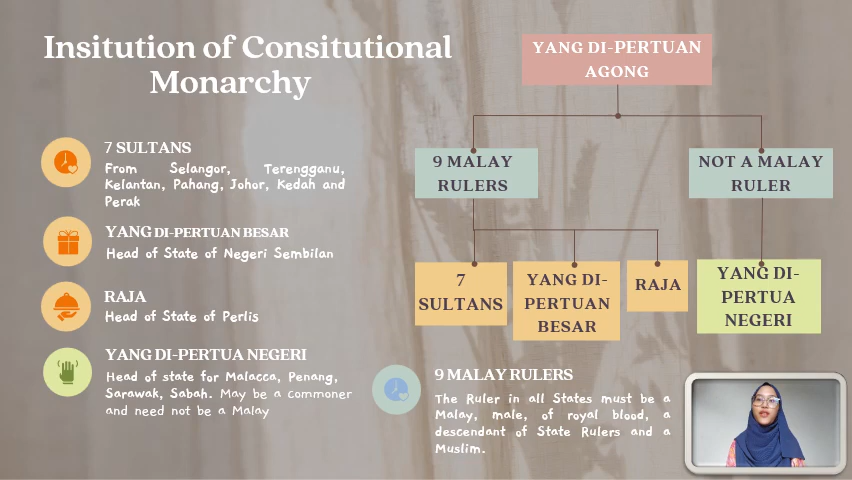 Insitution of Consitutional
Monarchy
7 SULTANS
From Selangor, Terengganu,
Kelantan, Pahang, Johor, Kedah and
Perak
YANG DI-PERTUAN BESAR
Head of State of Negeri Sembilan
RAJA
Head of State of Perlis
YANG DI-PERTUA NEGERI
Head of state for Malacca, Penang,
Sarawak, Sabah. May be a commoner
and need not be a Malay
YANG DI-PERTUAN
AGONG
9 MALAY
RULERS
NOT A MALAY
RULER
7
SULTANS
YANG DI-
PERTUAN
BESAR
RAJA
YANG DI-
PERTUA
NEGERI
9 MALAY RULERS
The Ruler in all States must be a
Malay, male, of royal blood, a
descendant of State Rulers and a
Muslim.